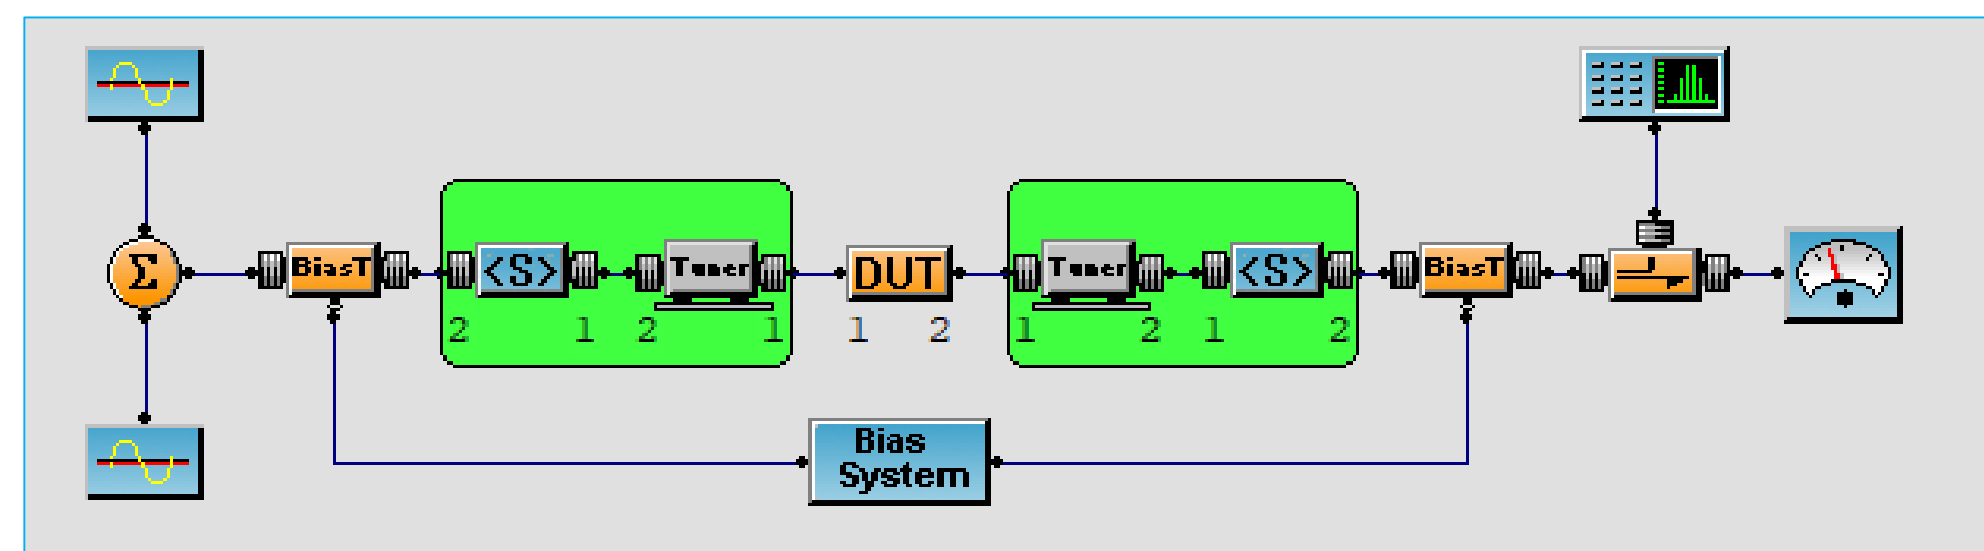 Σ
BiasT
<S>
Tuner
DUT
Tuner
<S>
BiasT
2 1 2 1 1 2 1 2 1 2
Bias
System